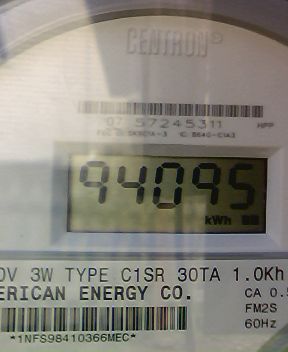 CENTRON®
07 57245311 HPP
94095
kWh
0V 3W TYPE C1SR 30TA 1.0Kh
ERICAN ENERGY CO. CA 0.5
FM2S
60Hz
*1NFS98410366MEC*